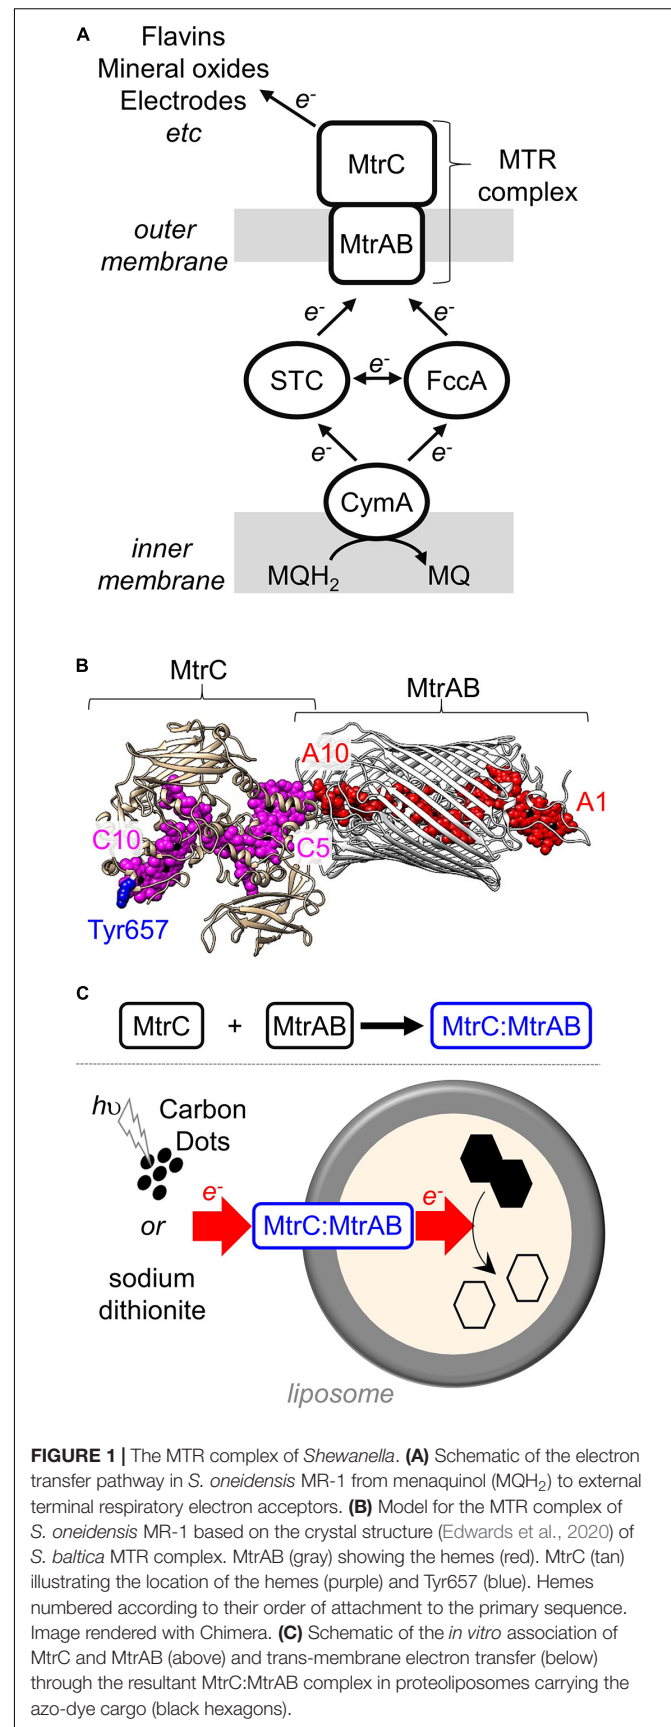 A
Flavins
Mineral oxides
Electrodes
etc
e-
MtrC
MTR
complex
outer
membrane
MtrAB
e-
e-
STC
e-
FccA
e-
e-
CymA
inner
membrane
MQH2
MQ
B
MtrC
MtrAB
A10
A1
C10
C5
Tyr657
C
MtrC
+
MtrAB
MtrC:MtrAB
hυ
Carbon
Dots
e-
e-
or
MtrC:MtrAB
sodium
dithionite
liposome
FIGURE 1 | The MTR complex of Shewanella. (A) Schematic of the electron
transfer pathway in S. oneidensis MR-1 from menaquinol (MQH2) to external
terminal respiratory electron acceptors. (B) Model for the MTR complex of
S. oneidensis MR-1 based on the crystal structure (Edwards et al., 2020) of
S. baltica MTR complex. MtrAB (gray) showing the hemes (red). MtrC (tan)
illustrating the location of the hemes (purple) and Tyr657 (blue). Hemes
numbered according to their order of attachment to the primary sequence.
Image rendered with Chimera. (C) Schematic of the in vitro association of
MtrC and MtrAB (above) and trans-membrane electron transfer (below)
through the resultant MtrC:MtrAB complex in proteoliposomes carrying the
azo-dye cargo (black hexagons).